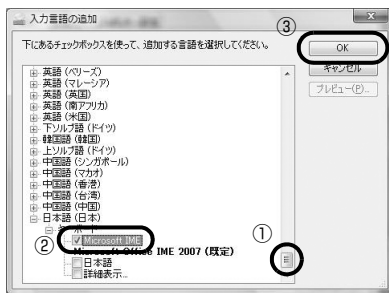 入力言語の追加
③
下にあるチェックボックスを使って、追加する言語を選択してください。
OK
キャンセル
プレビュー(P)...
英語 (ベリーズ)
英語 (マレーシア)
英語 (英国)
英語 (南アフリカ)
英語 (米国)
下ソルブ語 (ドイツ)
韓国語 (韓国)
上ソルブ語 (ドイツ)
中国語 (シンガポール)
中国語 (マカオ)
中国語 (香港)
中国語 (台湾)
中国語 (中国)
日本語 (日本)
キーボード
② Microsoft IME
①
Microsoft Office IME 2007 (既定)
日本語
詳細表示...